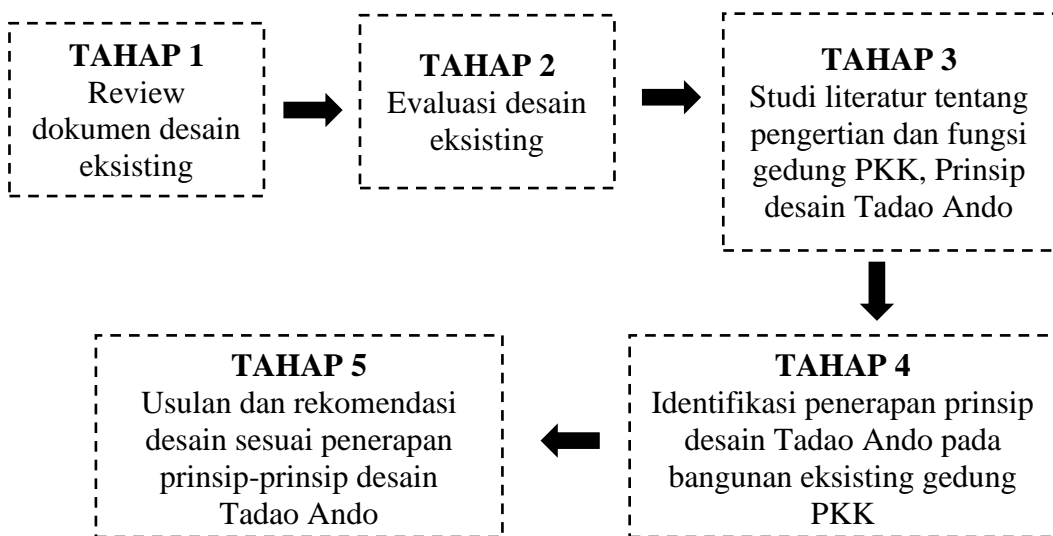 TAHAP 1
Review
dokumen desain
eksisting
TAHAP 2
Evaluasi desain
eksisting
TAHAP 3
Studi literatur tentang
pengertian dan fungsi
gedung PKK, Prinsip
desain Tadao Ando
TAHAP 4
Identifikasi penerapan prinsip
desain Tadao Ando pada
bangunan eksisting gedung
PKK
TAHAP 5
Usulan dan rekomendasi
desain sesuai penerapan
prinsip-prinsip desain
Tadao Ando